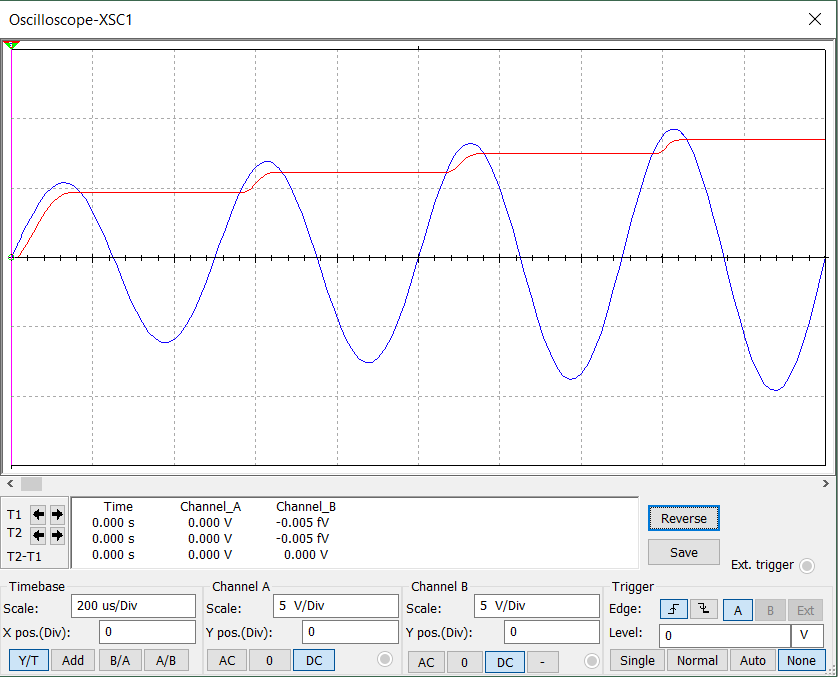 Oscilloscope-XSC1
Time Channel_A Channel_B
T1 0.000 s 0.000 V -0.005 fV
T2 0.000 s 0.000 V -0.005 fV
T2-T1 0.000 s 0.000 V 0.000 V
Reverse
Save
Ext. trigger
Timebase Channel A Channel B Trigger
Scale: 200 us/Div Scale: 5 V/Div Scale: 5 V/Div Edge: A B Ext
X pos.(Div): 0 Y pos.(Div): 0 Y pos.(Div): 0 Level: 0 V
Y/T Add B/A A/B AC 0 DC AC 0 DC - Single Normal Auto None